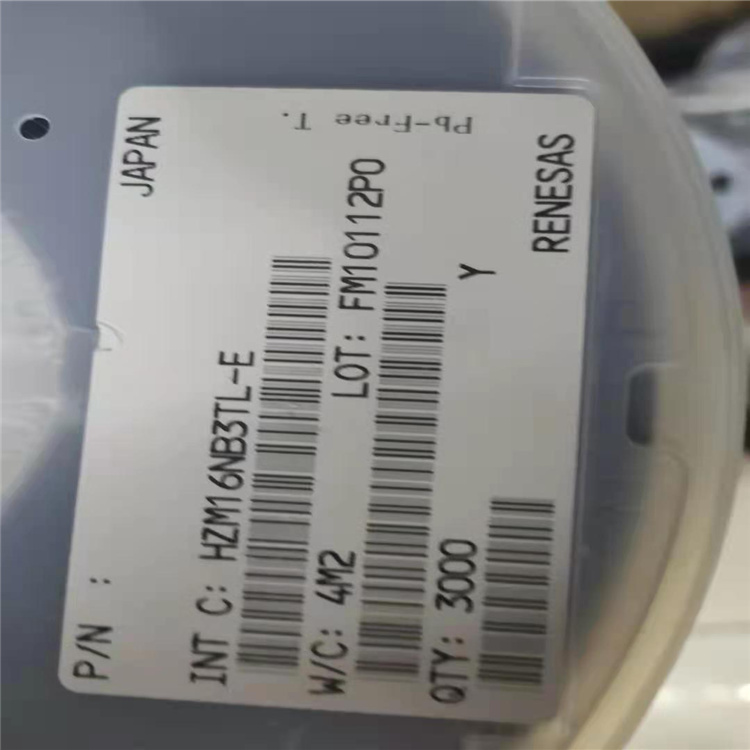 P/N : JAPAN
INT C: HZM16NB3TL-E
W/C: 4M2 LOT: FM10112P0
QTY: 3000 Y
RENESAS
Pb-Free T.